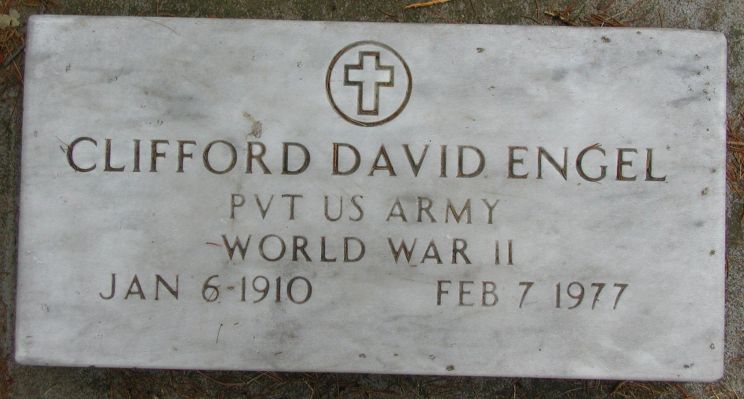 CLIFFORD DAVID ENGEL
PVT US ARMY
WORLD WAR II
JAN 6-1910 FEB 7 1977